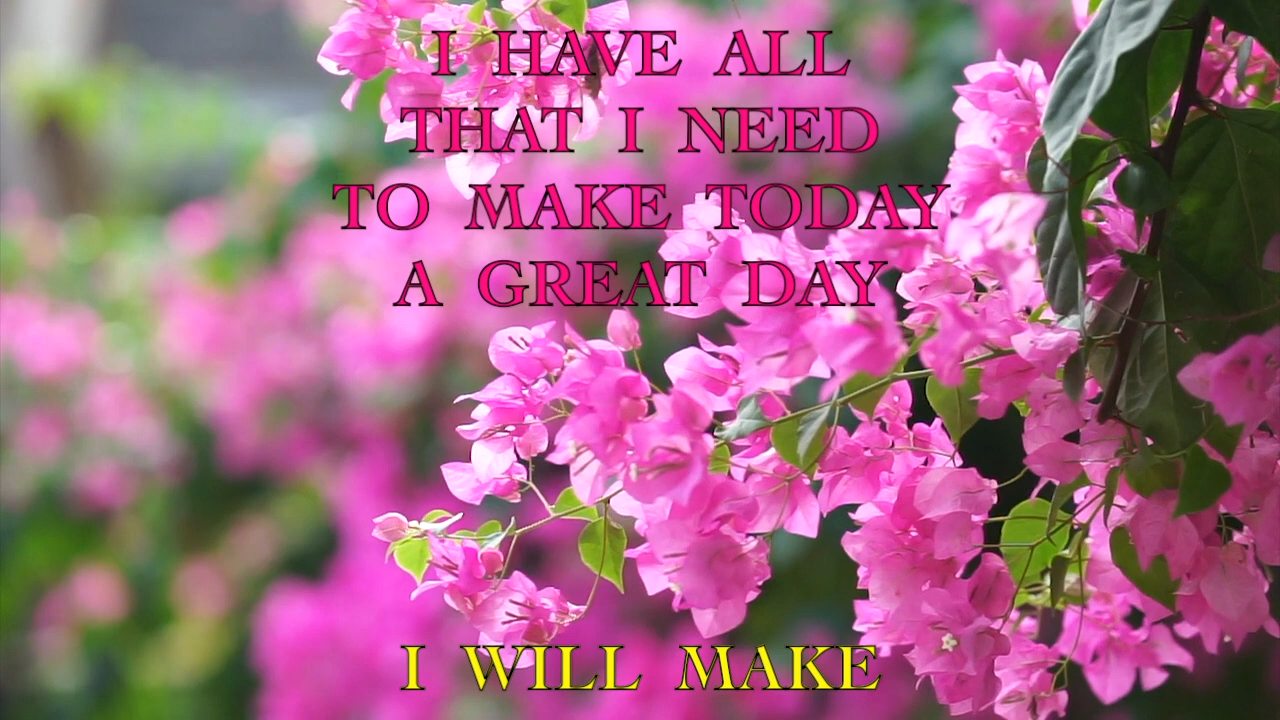 I HAVE ALL
THAT I NEED
TO MAKE TODAY
A GREAT DAY
I WILL MAKE